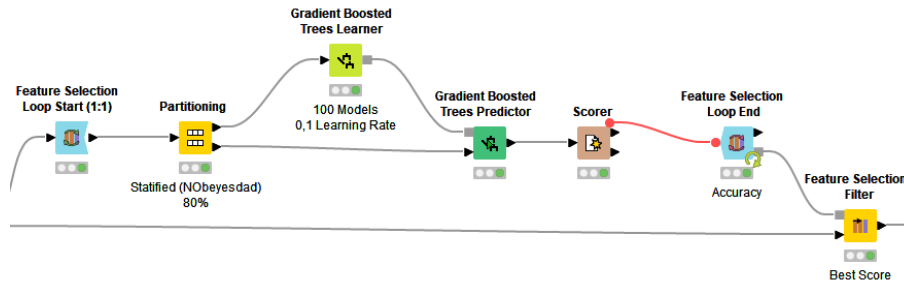 Gradient Boosted
Trees Learner
100 Models
0,1 Learning Rate
Feature Selection
Loop Start (1:1)
Partitioning
Statified (NObeyesdad)
80%
Gradient Boosted
Trees Predictor
Scorer
Feature Selection
Loop End
Accuracy
Feature Selection
Filter
Best Score